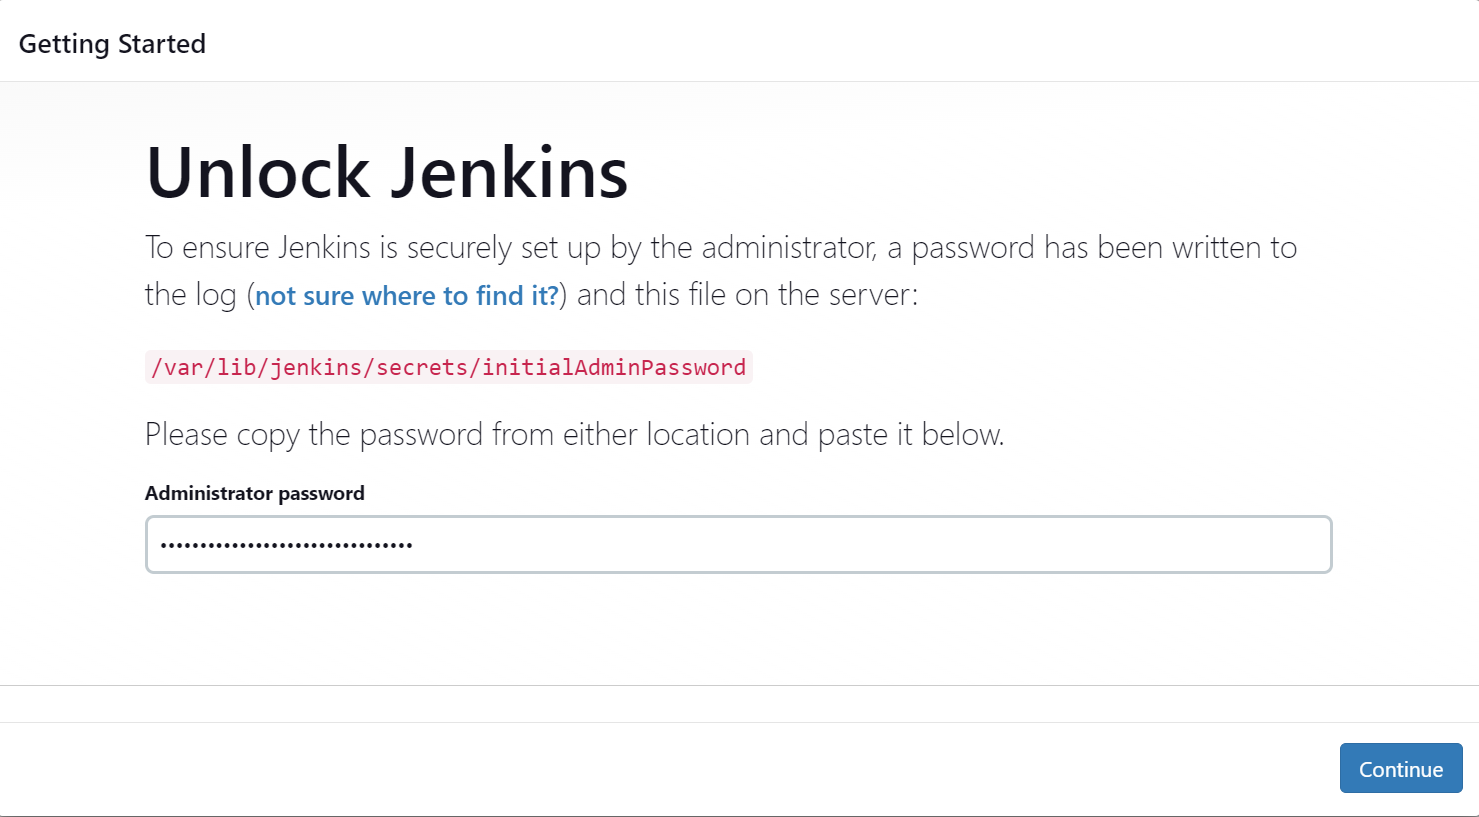 Getting Started
Unlock Jenkins
To ensure Jenkins is securely set up by the administrator, a password has been written to
the log (not sure where to find it?) and this file on the server:
/var/lib/jenkins/secrets/initialAdminPassword
Please copy the password from either location and paste it below.
Administrator password
••••••••••••••••••••••••••••••••
Continue